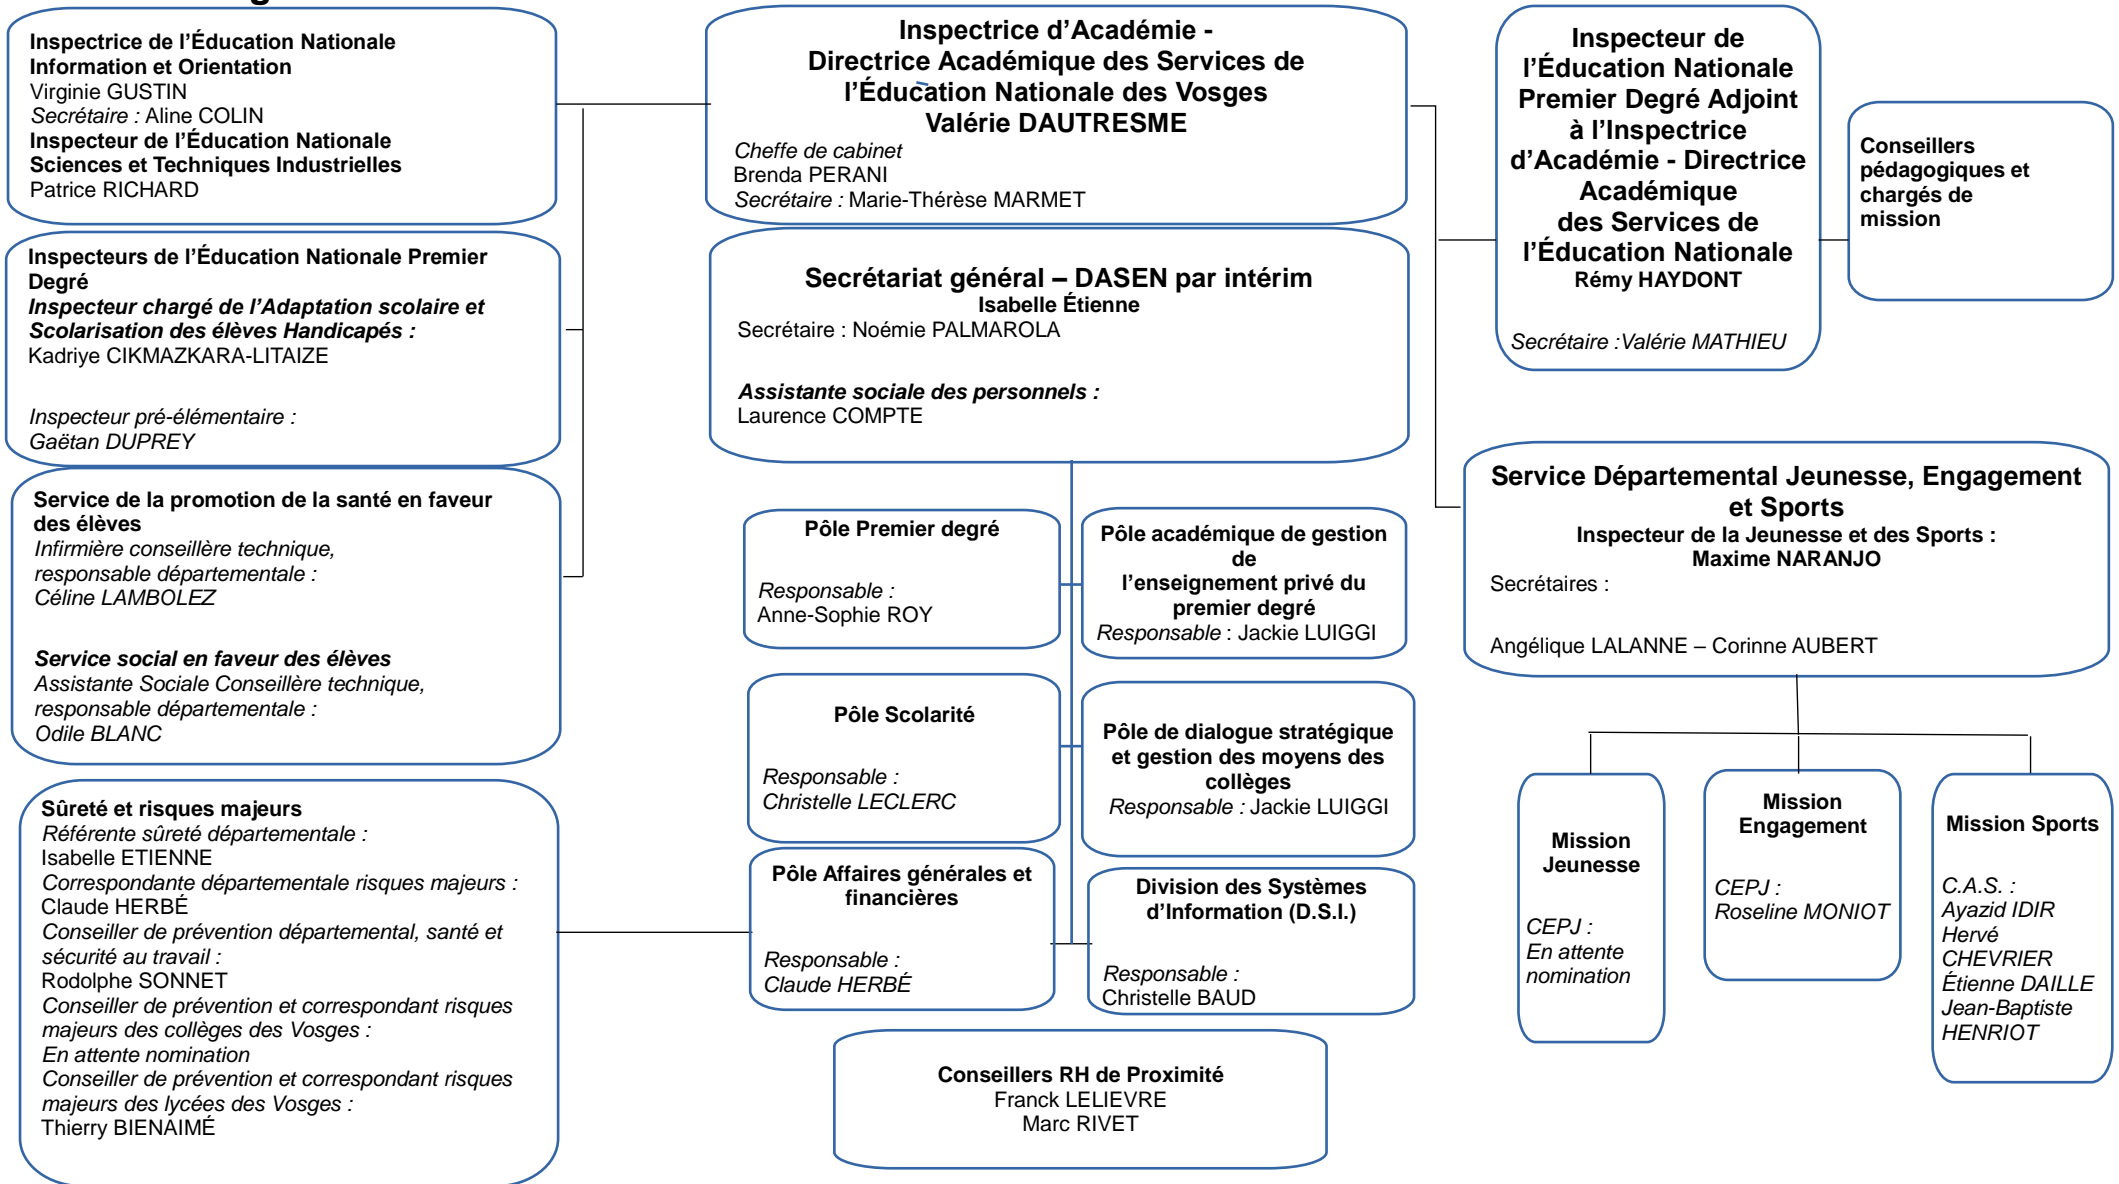 Inspectrice de l’Éducation Nationale
Information et Orientation
Virginie GUSTIN
Secrétaire : Aline COLIN
Inspecteur de l’Éducation Nationale
Sciences et Techniques Industrielles
Patrice RICHARD
Inspecteurs de l’Éducation Nationale Premier
Degré
Inspecteur chargé de l’Adaptation scolaire et
Scolarisation des élèves Handicapés :
Kadriye CIKMAZKARA-LITAIZE
Inspecteur pré-élémentaire :
Gaëtan DUPREY
Service de la promotion de la santé en faveur
des élèves
Infirmière conseillère technique,
responsable départementale :
Céline LAMBOLEZ
Service social en faveur des élèves
Assistante Sociale Conseillère technique,
responsable départementale :
Odile BLANC
Sûreté et risques majeurs
Référente sûreté départementale :
Isabelle ETIENNE
Correspondante départementale risques majeurs :
Claude HERBÉ
Conseiller de prévention départemental, santé et
sécurité au travail :
Rodolphe SONNET
Conseiller de prévention et correspondant risques
majeurs des collèges des Vosges :
En attente nomination
Conseiller de prévention et correspondant risques
majeurs des lycées des Vosges :
Thierry BIENAIMÉ
Inspectrice d’Académie -
Directrice Académique des Services de
l’Éducation Nationale des Vosges
Valérie DAUTRESME
Cheffe de cabinet
Brenda PERANI
Secrétaire : Marie-Thérèse MARMET
Secrétariat général – DASEN par intérim
Isabelle Étienne
Secrétaire : Noémie PALMAROLA
Assistante sociale des personnels :
Laurence COMPTE
Pôle Premier degré
Responsable :
Anne-Sophie ROY
Pôle académique de gestion
de
l’enseignement privé du
premier degré
Responsable : Jackie LUIGGI
Pôle Scolarité
Responsable :
Christelle LECLERC
Pôle de dialogue stratégique
et gestion des moyens des
collèges
Responsable : Jackie LUIGGI
Pôle Affaires générales et
financières
Responsable :
Claude HERBÉ
Division des Systèmes
d’Information (D.S.I.)
Responsable :
Christelle BAUD
Conseillers RH de Proximité
Franck LELIEVRE
Marc RIVET
Inspecteur de
l’Éducation Nationale
Premier Degré Adjoint
à l’Inspectrice
d’Académie - Directrice
Académique
des Services de
l’Éducation Nationale
Rémy HAYDONT
Secrétaire :Valérie MATHIEU
Conseillers
pédagogiques et
chargés de
mission
Service Départemental Jeunesse, Engagement
et Sports
Inspecteur de la Jeunesse et des Sports :
Maxime NARANJO
Secrétaires :
Angélique LALANNE – Corinne AUBERT
Mission
Jeunesse
CEPJ :
En attente
nomination
Mission
Engagement
CEPJ :
Roseline MONIOT
Mission Sports
C.A.S. :
Ayazid IDIR
Hervé
CHEVRIER
Étienne DAILLE
Jean-Baptiste
HENRIOT